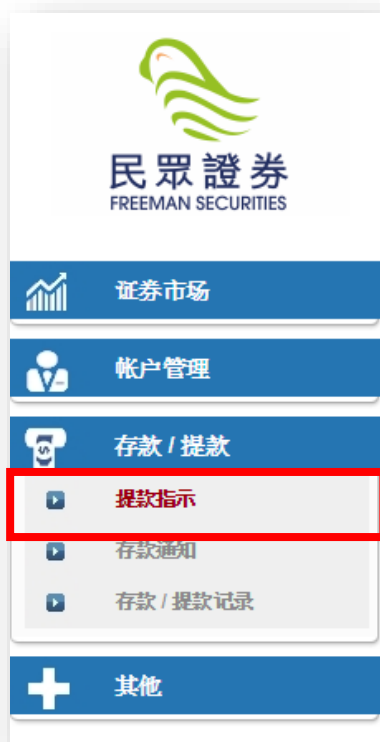 民眾證券
FREEMAN SECURITIES
证券市场
帐户管理
存款 / 提款
提款指示
存款通知
存款 / 提款记录
其他